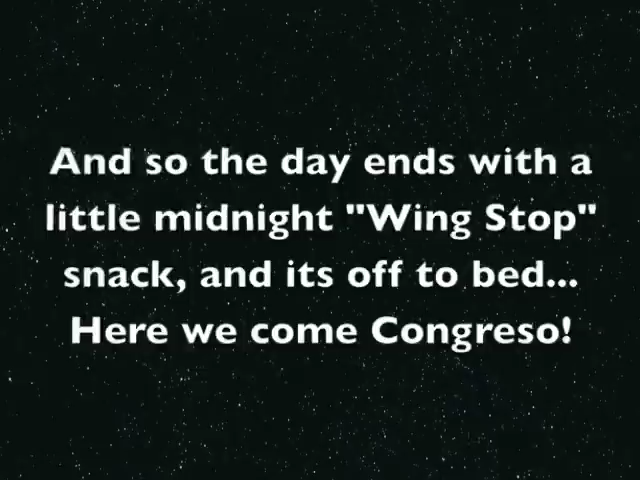 And so the day ends with a
little midnight "Wing Stop"
snack, and its off to bed...
Here we come Congreso!